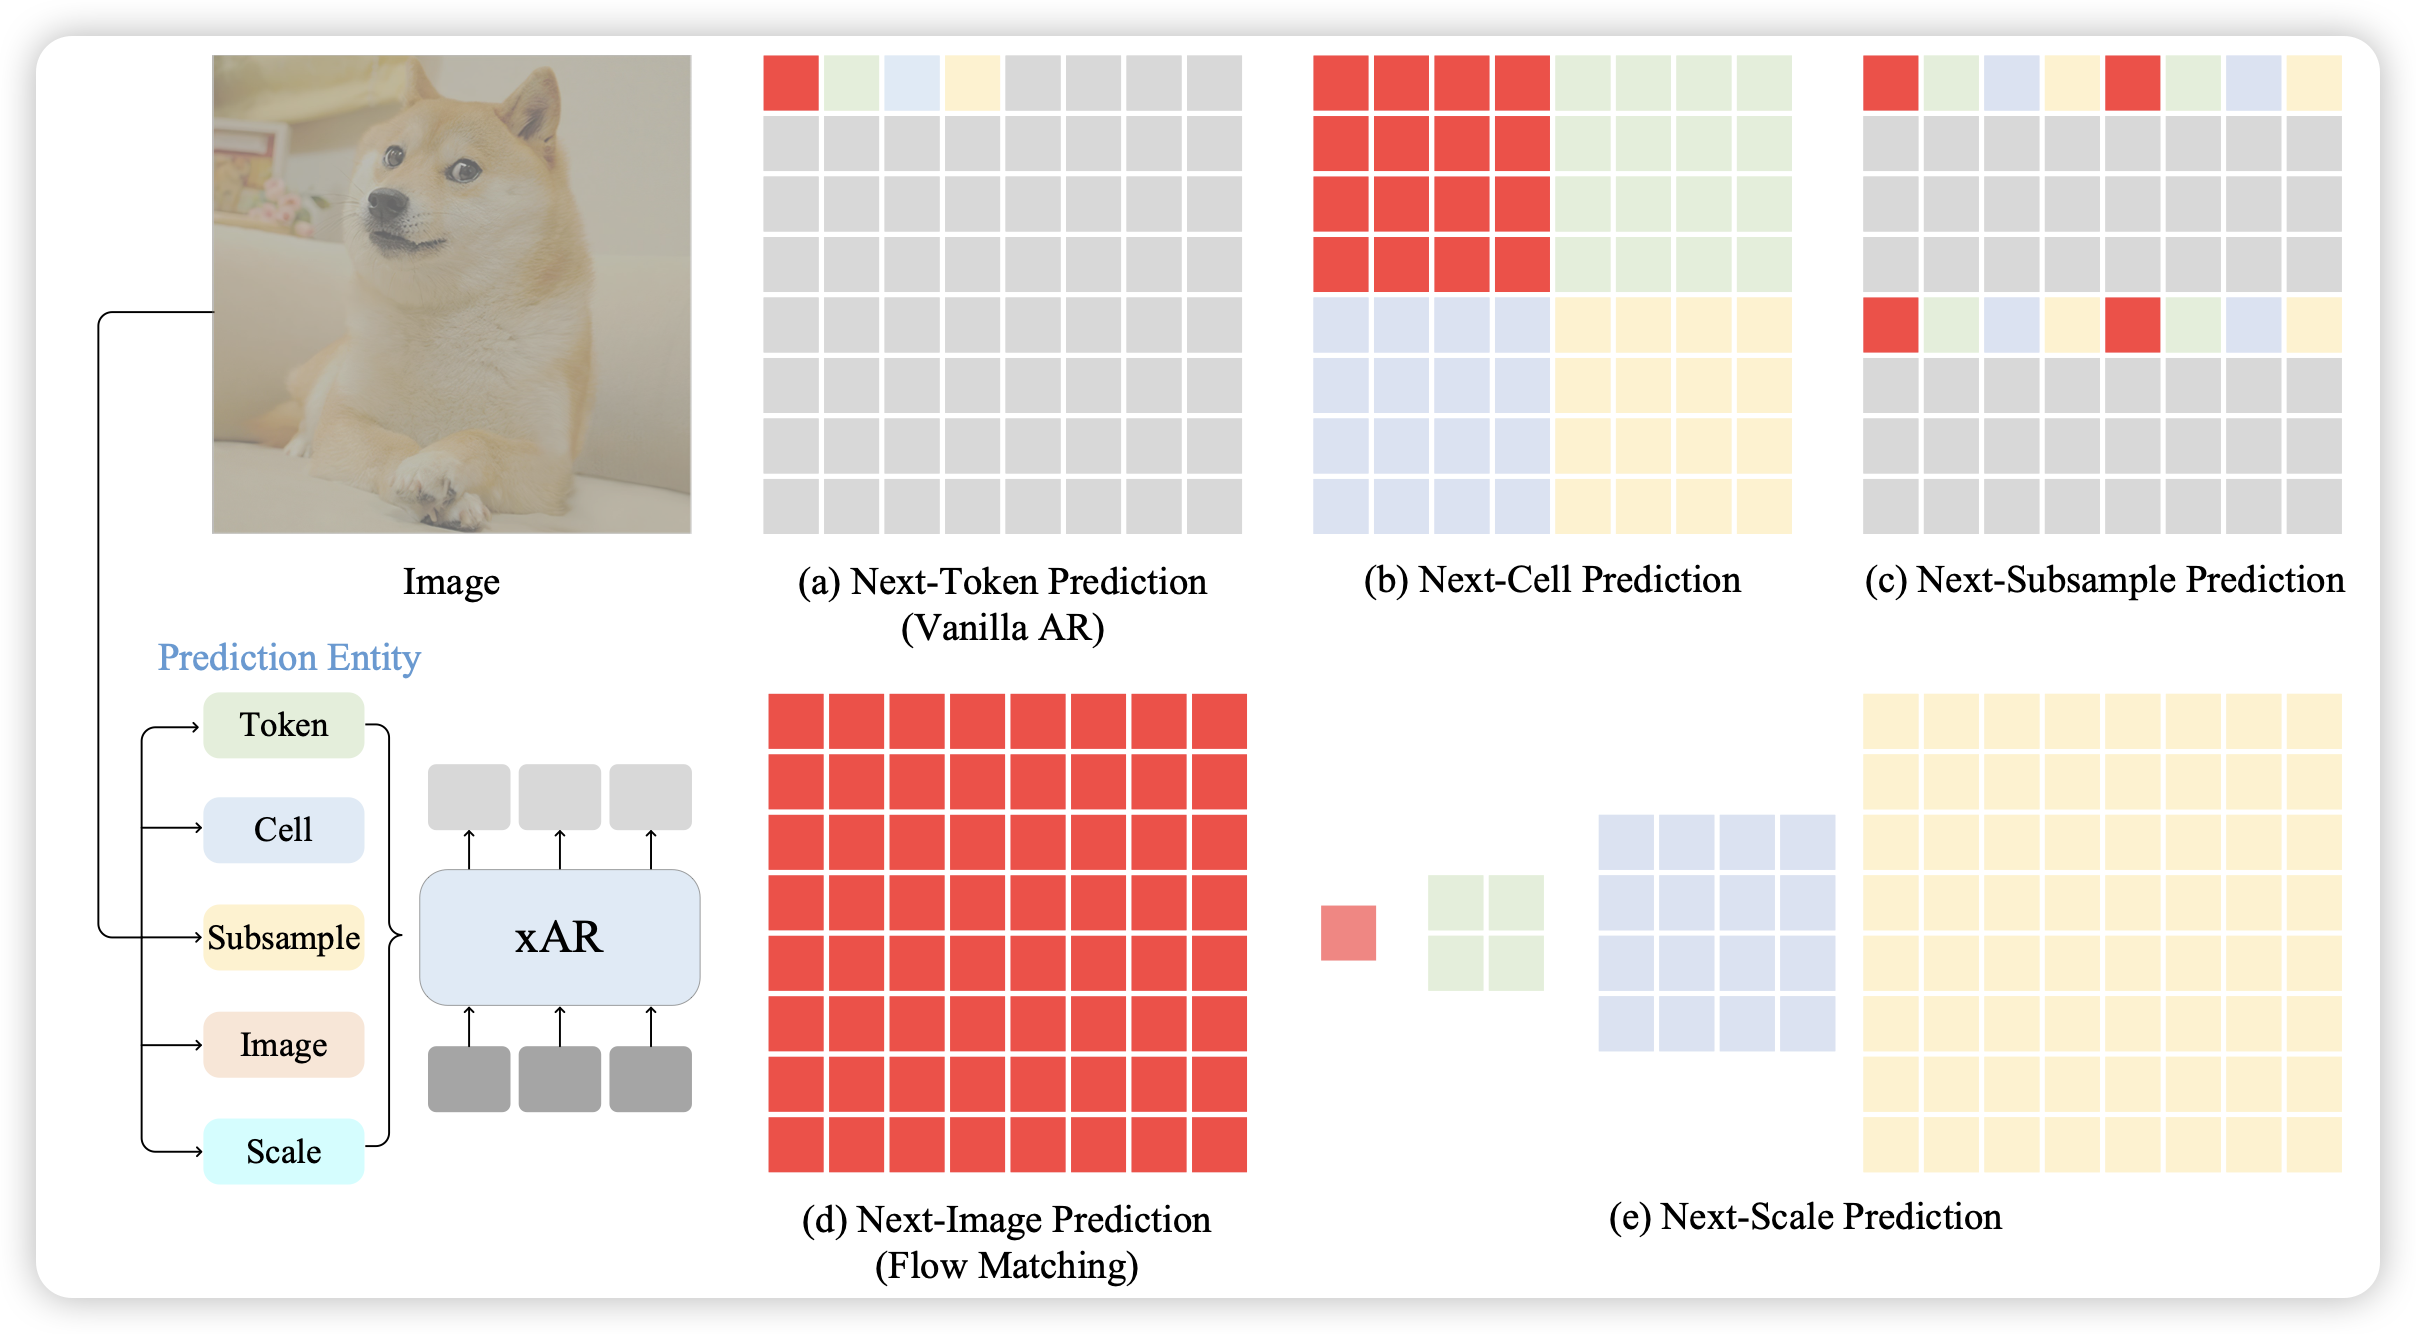 Image
(a) Next-Token Prediction
(Vanilla AR)
(b) Next-Cell Prediction
(c) Next-Subsample Prediction
Prediction Entity
Token
Cell
Subsample
Image
Scale
xAR
(d) Next-Image Prediction
(Flow Matching)
(e) Next-Scale Prediction